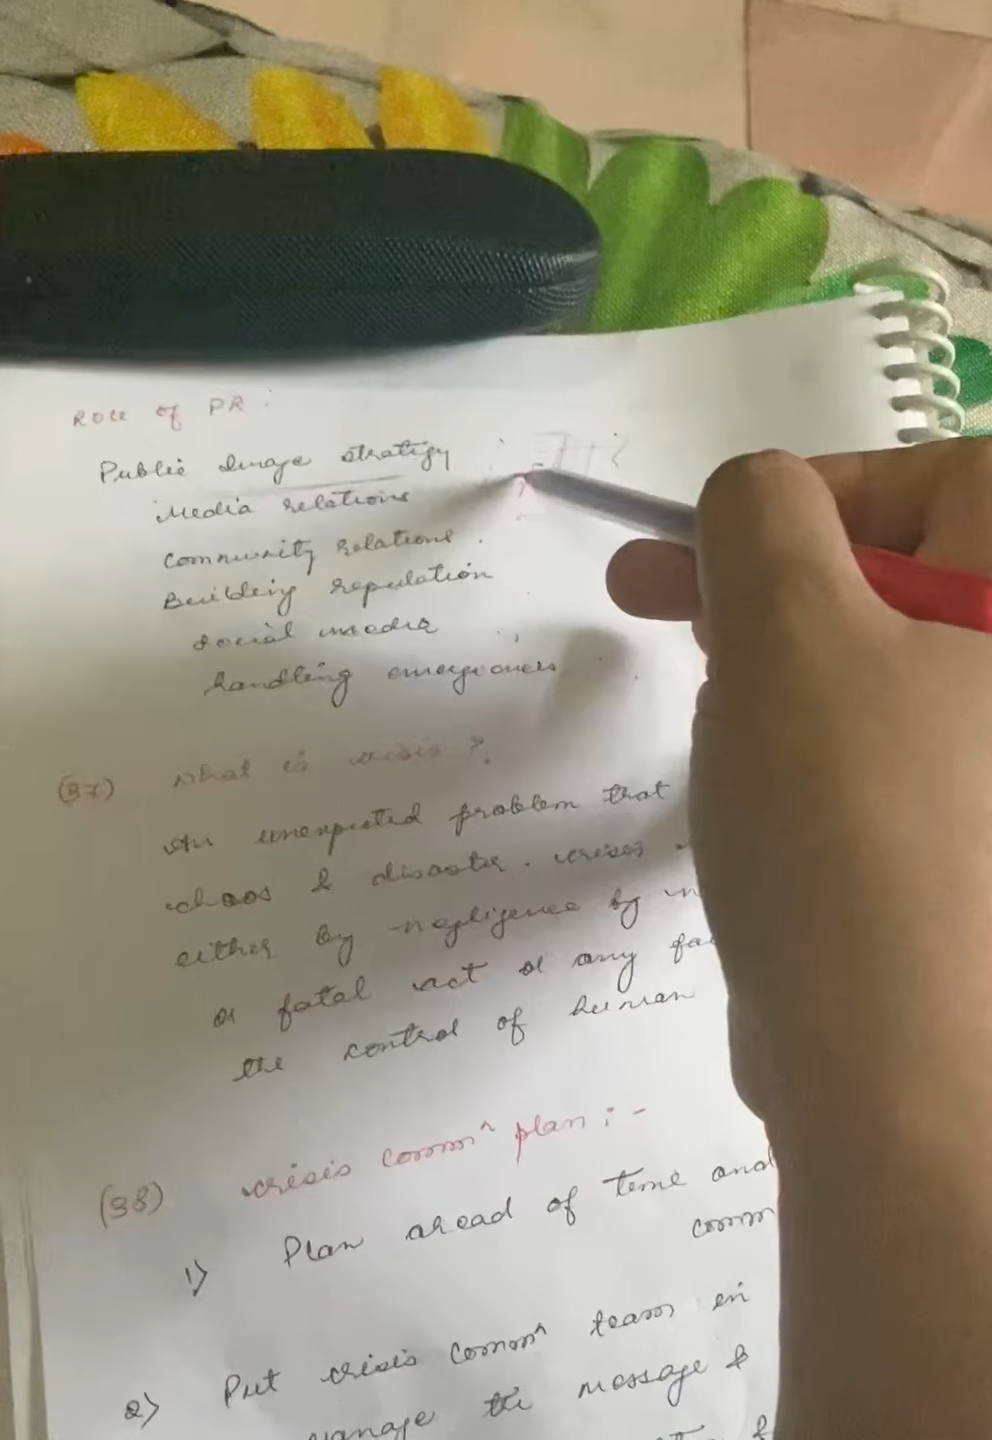 Role of PR :
Public Image strategy :
Media relations
Community relations .
Building reputation
Social media
handling emergencies
(37) What is crisis ?
An unexpected problem that
chaos & disaster . crises
either by negligence by
or fatal act or any
the control of human
(38) crisis commⁿ plan : -
1) Plan ahead of time and
comm
2) Put crisis commⁿ team in
manage the message &